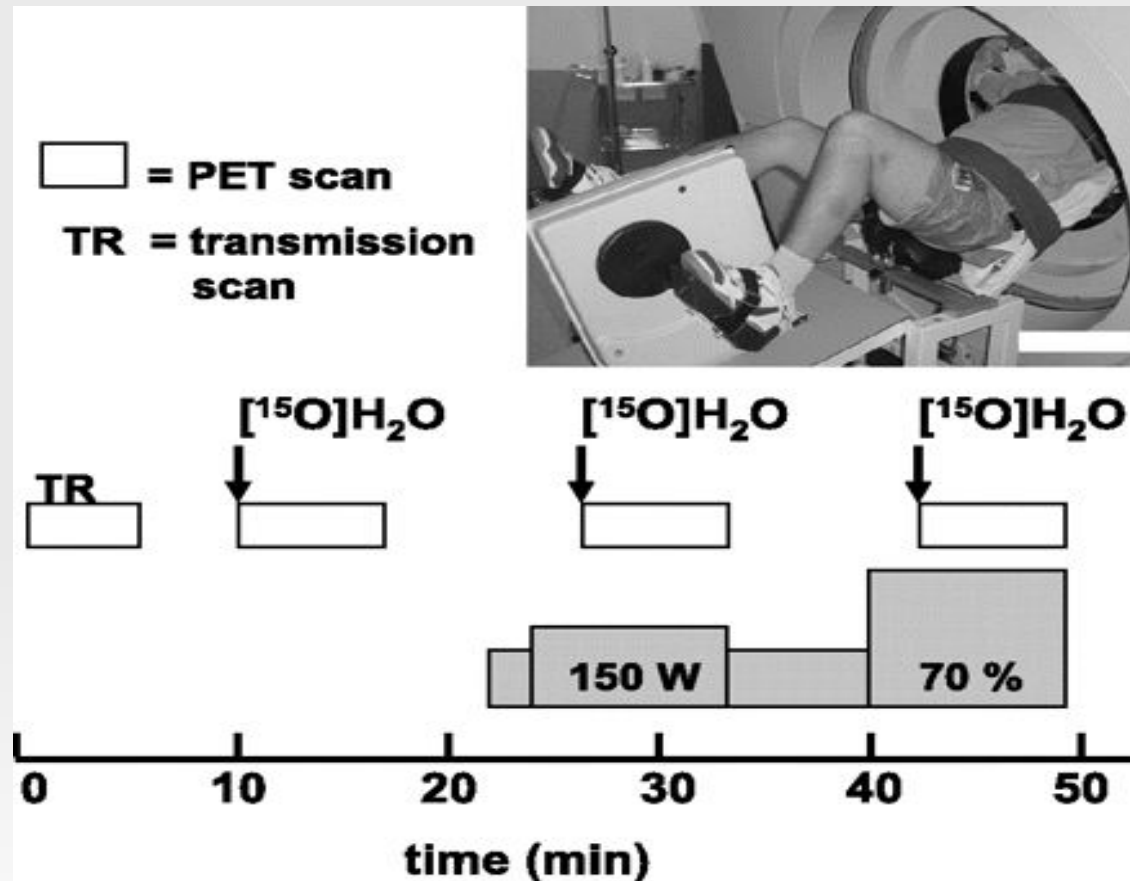 = PET scan
TR = transmission
scan
[¹⁵O]H₂O [¹⁵O]H₂O [¹⁵O]H₂O
TR
150 W 70 %
0 10 20 30 40 50
time (min)